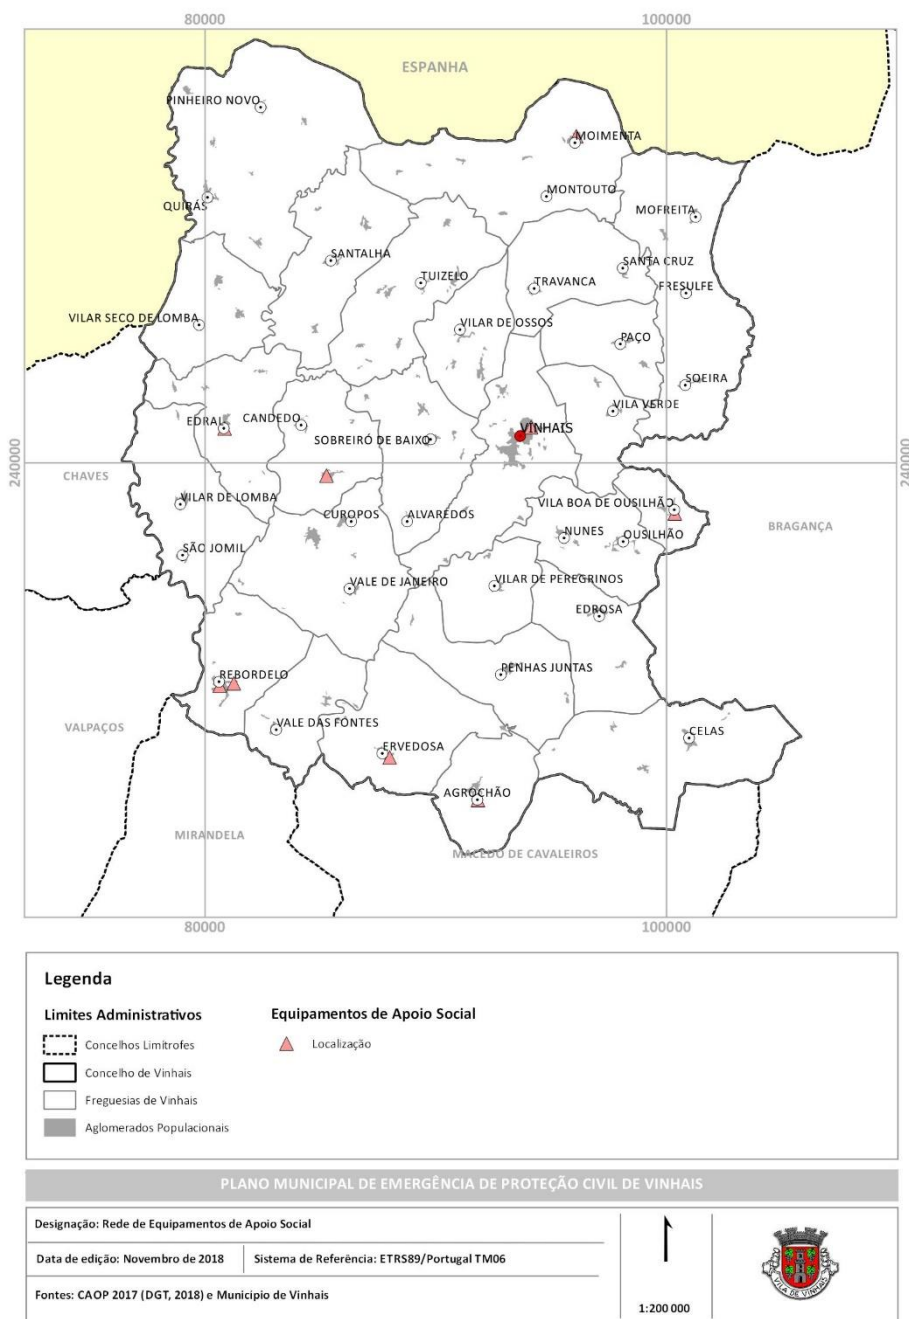 80000
100000
ESPANHA
PINHEIRO NOVO
MOIMENTA
MONTOUTO
QUIRÁS
MOFREITA
SANTALHA
SANTA CRUZ
TUIZELO
TRAVANCA
FRESULFE
VILAR SECO DE LOMBA
VILAR DE OSSOS
PAÇO
SOEIRA
VILA VERDE
EDRAL
CANDEDO
VINHAIS
SOBREIRÓ DE BAIXO
240000
240000
CHAVES
VILAR DE LOMBA
VILA BOA DE OUSILHÃO
CUROPOS
ALVAREDOS
BRAGANÇA
NUNES
OUSILHÃO
SÃO JOMIL
VALE DE JANEIRO
VILAR DE PEREGRINOS
EDROSA
REBORDELO
PENHAS JUNTAS
VALPAÇOS
VALE DAS FONTES
CELAS
ERVEDOSA
AGROCHÃO
MIRANDELA
MACEDO DE CAVALEIROS
80000
100000
Legenda
Limites Administrativos
Equipamentos de Apoio Social
Concelhos Limítrofes
Localização
Concelho de Vinhais
Freguesias de Vinhais
Aglomerados Populacionais
PLANO MUNICIPAL DE EMERGÊNCIA DE PROTEÇÃO CIVIL DE VINHAIS
Designação: Rede de Equipamentos de Apoio Social
Data de edição: Novembro de 2018
Sistema de Referência: ETRS89/Portugal TM06
Fontes: CAOP 2017 (DGT, 2018) e Município de Vinhais
1:200 000
VILA DE VINHAIS